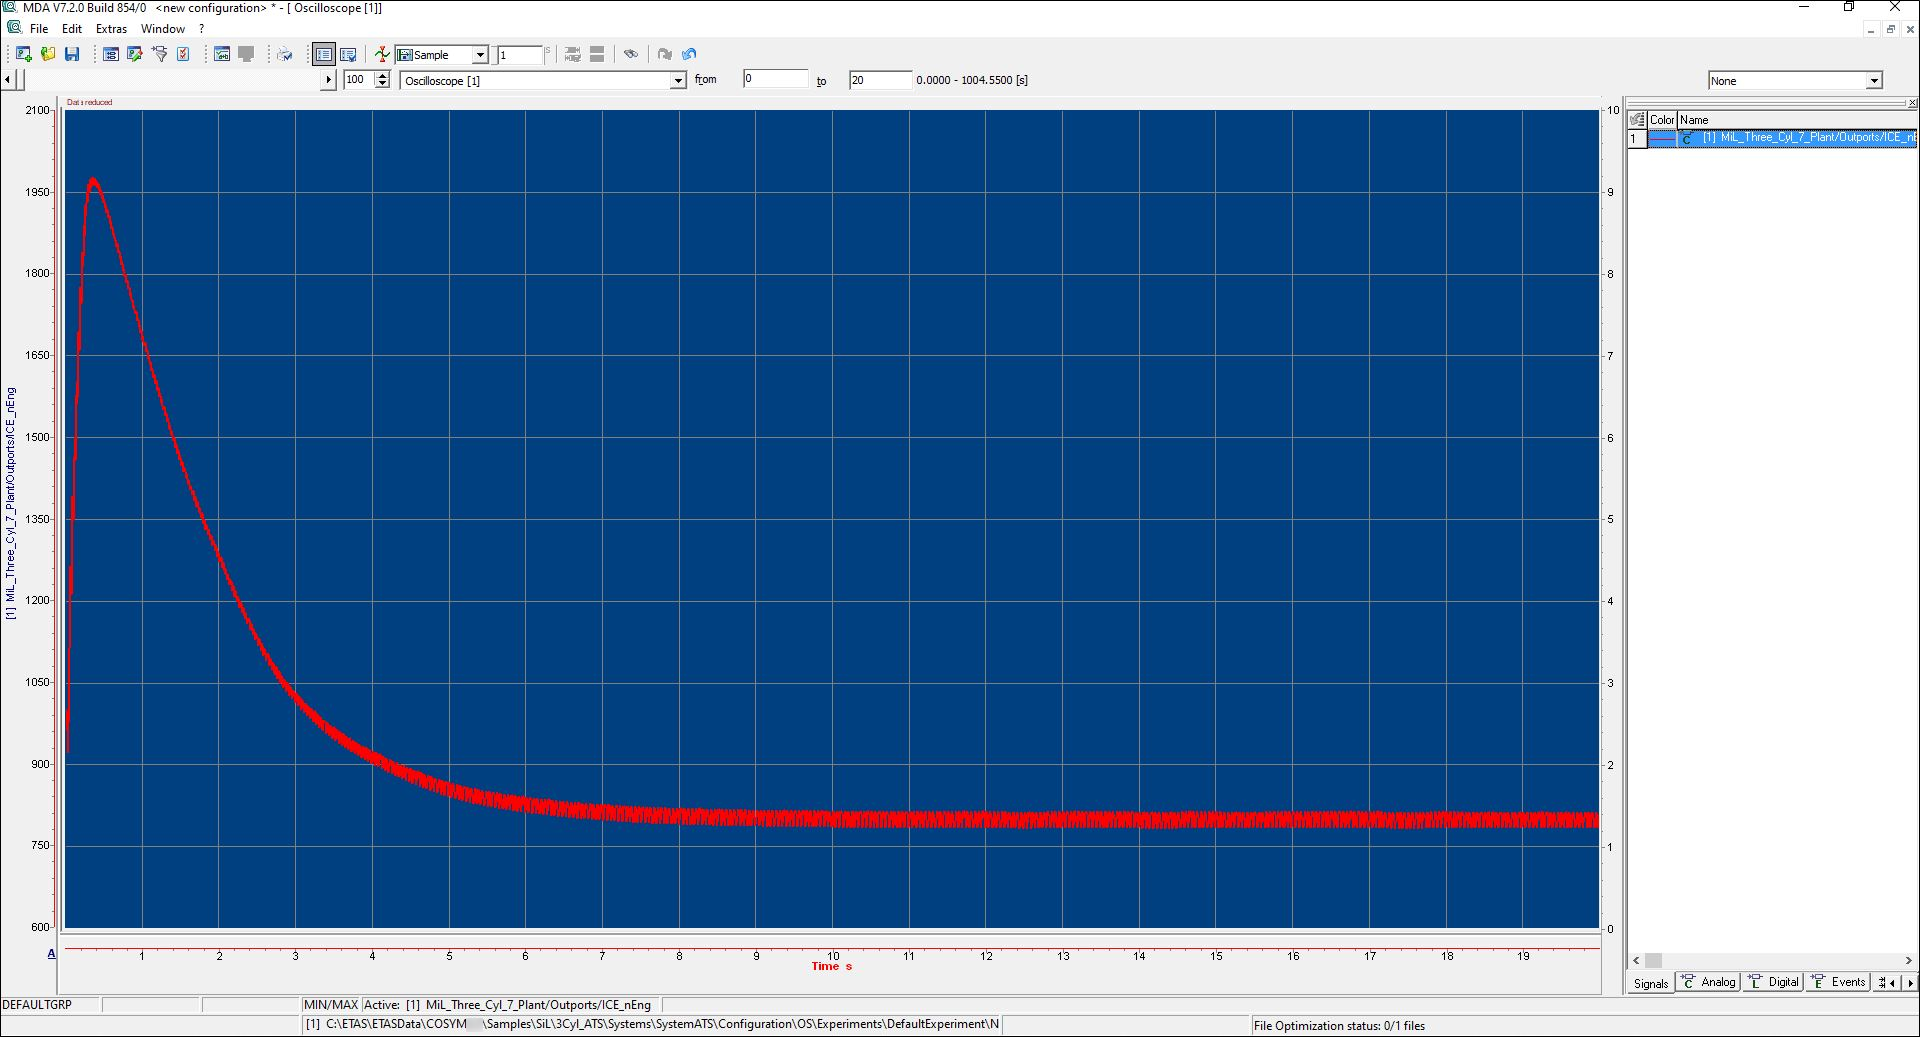 MDA V7.2.0 Build 854/0 <new configuration> * - [ Oscilloscope [1]]
File Edit Extras Window ?
Sample 1 s
100 Oscilloscope [1] from 0 to 20 0.0000 - 1004.5500 [s] None
Data reduced
2100
1950
1800
1650
1500
1350
1200
1050
900
750
600
[1] MiL_Three_Cyl_7_Plant/Outports/ICE_nEng
10
9
8
7
6
5
4
3
2
1
0
Color Name
1 C [1] MiL_Three_Cyl_7_Plant/Outports/ICE_nE
A
1 2 3 4 5 6 7 8 9 10 11 12 13 14 15 16 17 18 19
Time s
Signals C Analog L Digital E Events
DEFAULTGRP MIN/MAX Active: [1] MiL_Three_Cyl_7_Plant/Outports/ICE_nEng
[1] C:\ETAS\ETASData\COSYM \Samples\SiL\3Cyl_ATS\Systems\SystemATS\Configuration\OS\Experiments\DefaultExperiment\N File Optimization status: 0/1 files